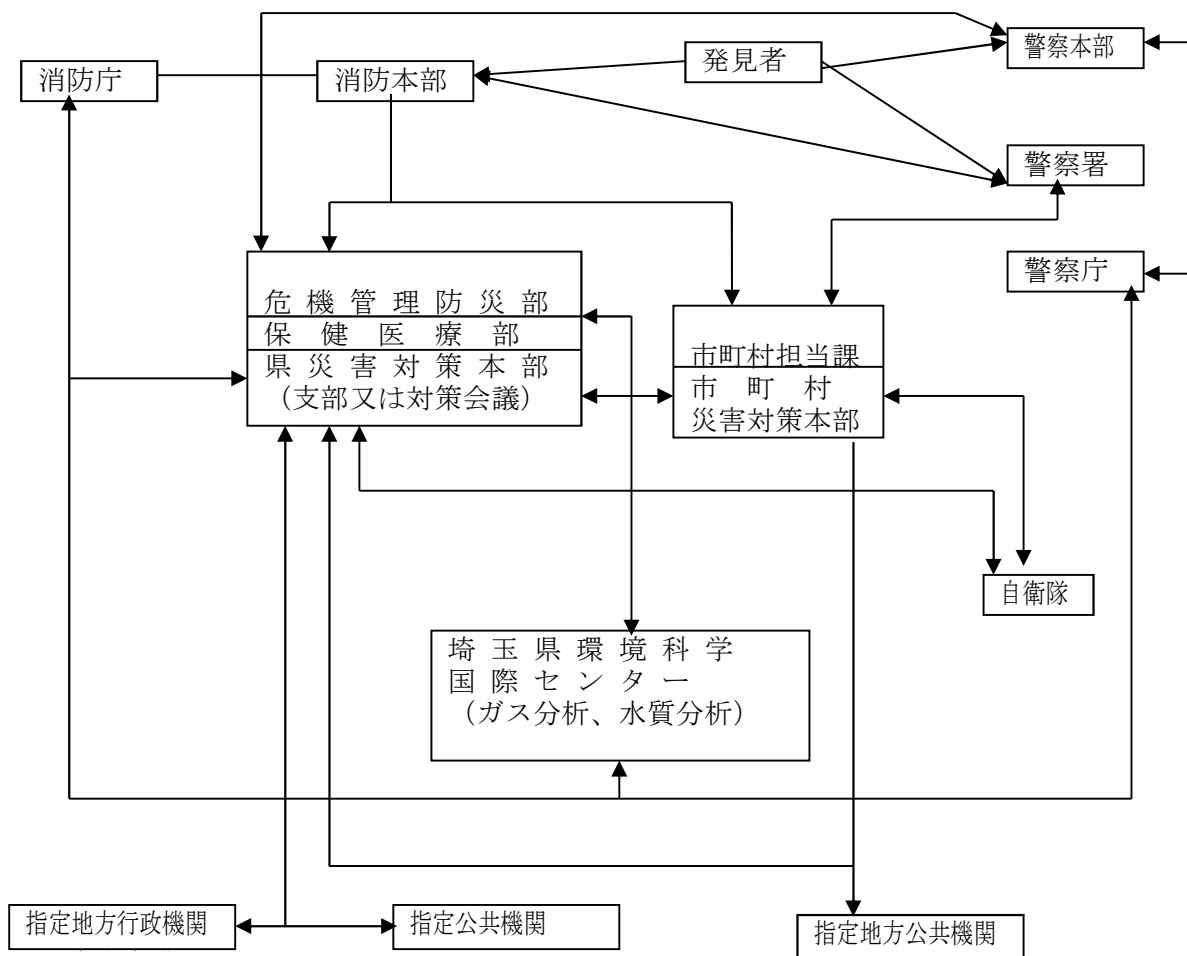 警察本部
発見者
消防庁
消防本部
警察署
警察庁
危機管理防災部
保健医療部
県災害対策本部
（支部又は対策会議）
市町村担当課
市町村
災害対策本部
自衛隊
埼玉県環境科学
国際センター
（ガス分析、水質分析）
指定地方行政機関
指定公共機関
指定地方公共機関